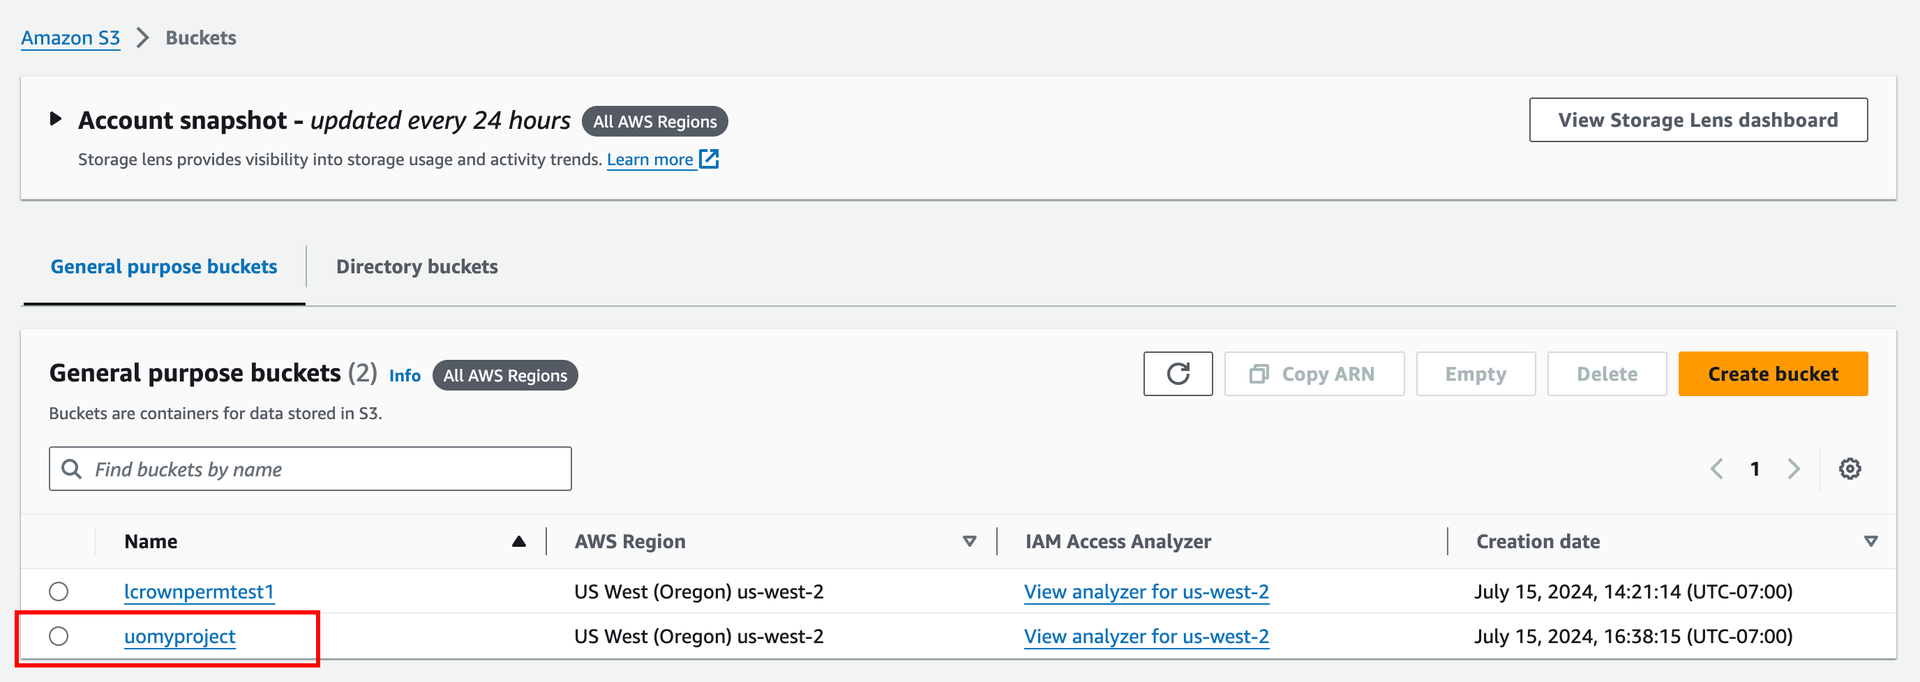 Amazon S3 > Buckets
Account snapshot - updated every 24 hours All AWS Regions
View Storage Lens dashboard
Storage lens provides visibility into storage usage and activity trends. Learn more
General purpose buckets Directory buckets
General purpose buckets (2) Info All AWS Regions
Copy ARN Empty Delete Create bucket
Buckets are containers for data stored in S3.
Find buckets by name
1
Name AWS Region IAM Access Analyzer Creation date
lcrownpermtest1 US West (Oregon) us-west-2 View analyzer for us-west-2 July 15, 2024, 14:21:14 (UTC-07:00)
uomyproject US West (Oregon) us-west-2 View analyzer for us-west-2 July 15, 2024, 16:38:15 (UTC-07:00)